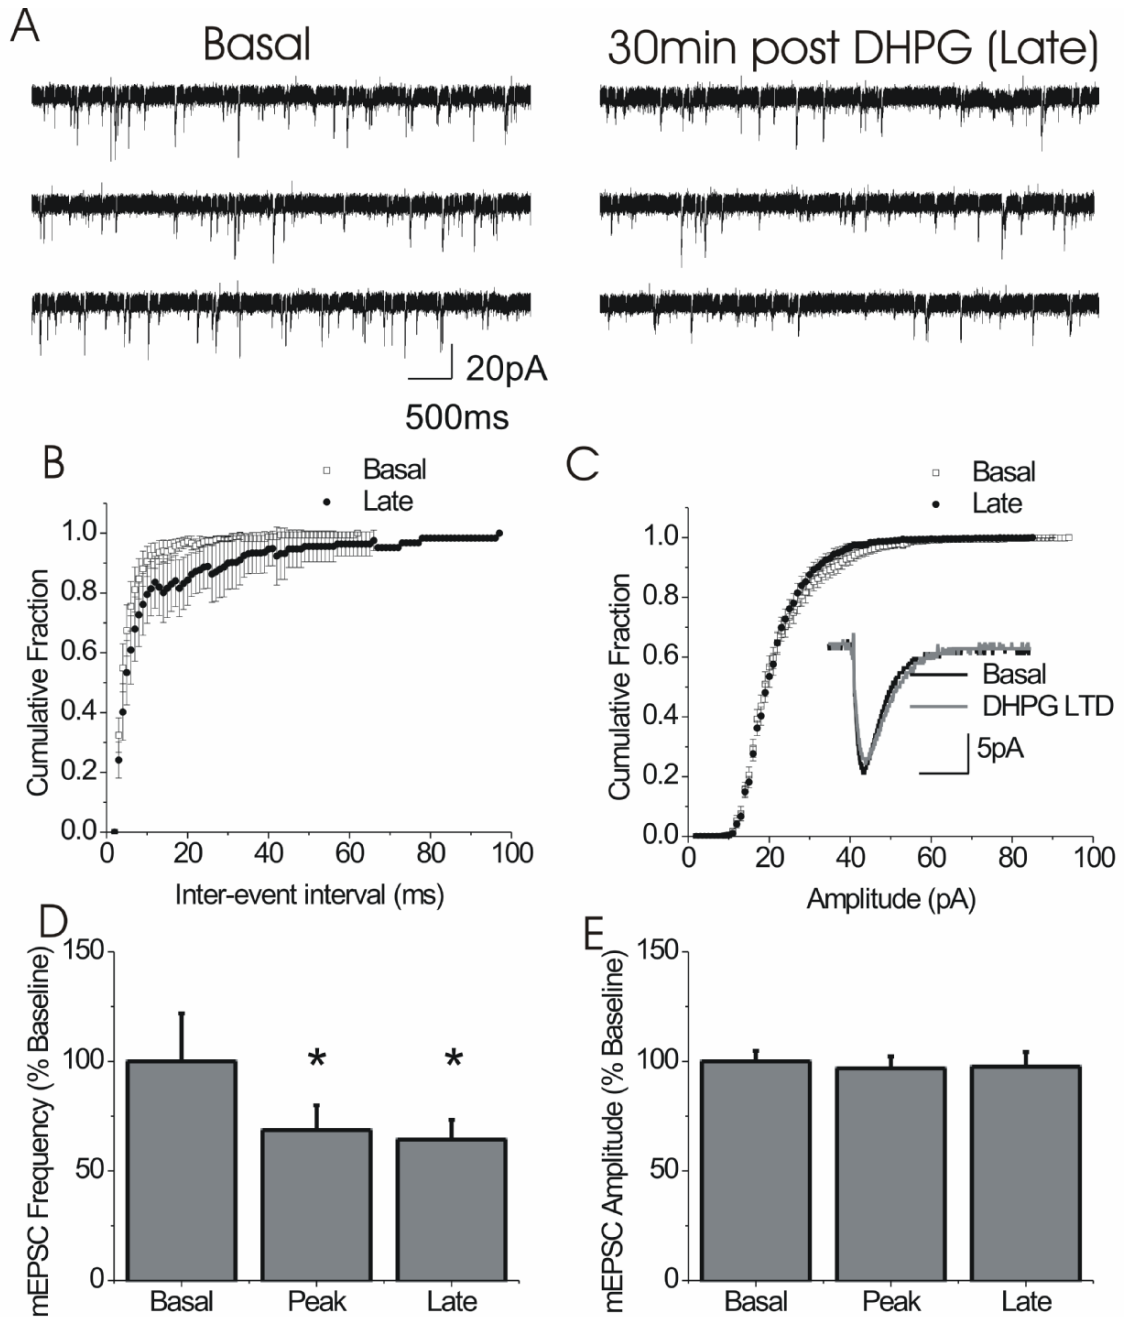 A
Basal
30min post DHPG (Late)
20pA
500ms
B
Basal
Late
1.0
0.8
0.6
0.4
0.2
0.0
Cumulative Fraction
0
20
40
60
80
100
Inter-event interval (ms)
C
Basal
Late
1.0
0.8
0.6
0.4
0.2
0.0
Cumulative Fraction
Basal
DHPG LTD
5pA
0
20
40
60
80
100
Amplitude (pA)
D
mEPSC Frequency (% Baseline)
150
100
50
0
*
*
Basal
Peak
Late
E
mEPSC Amplitude (% Baseline)
150
100
50
0
Basal
Peak
Late